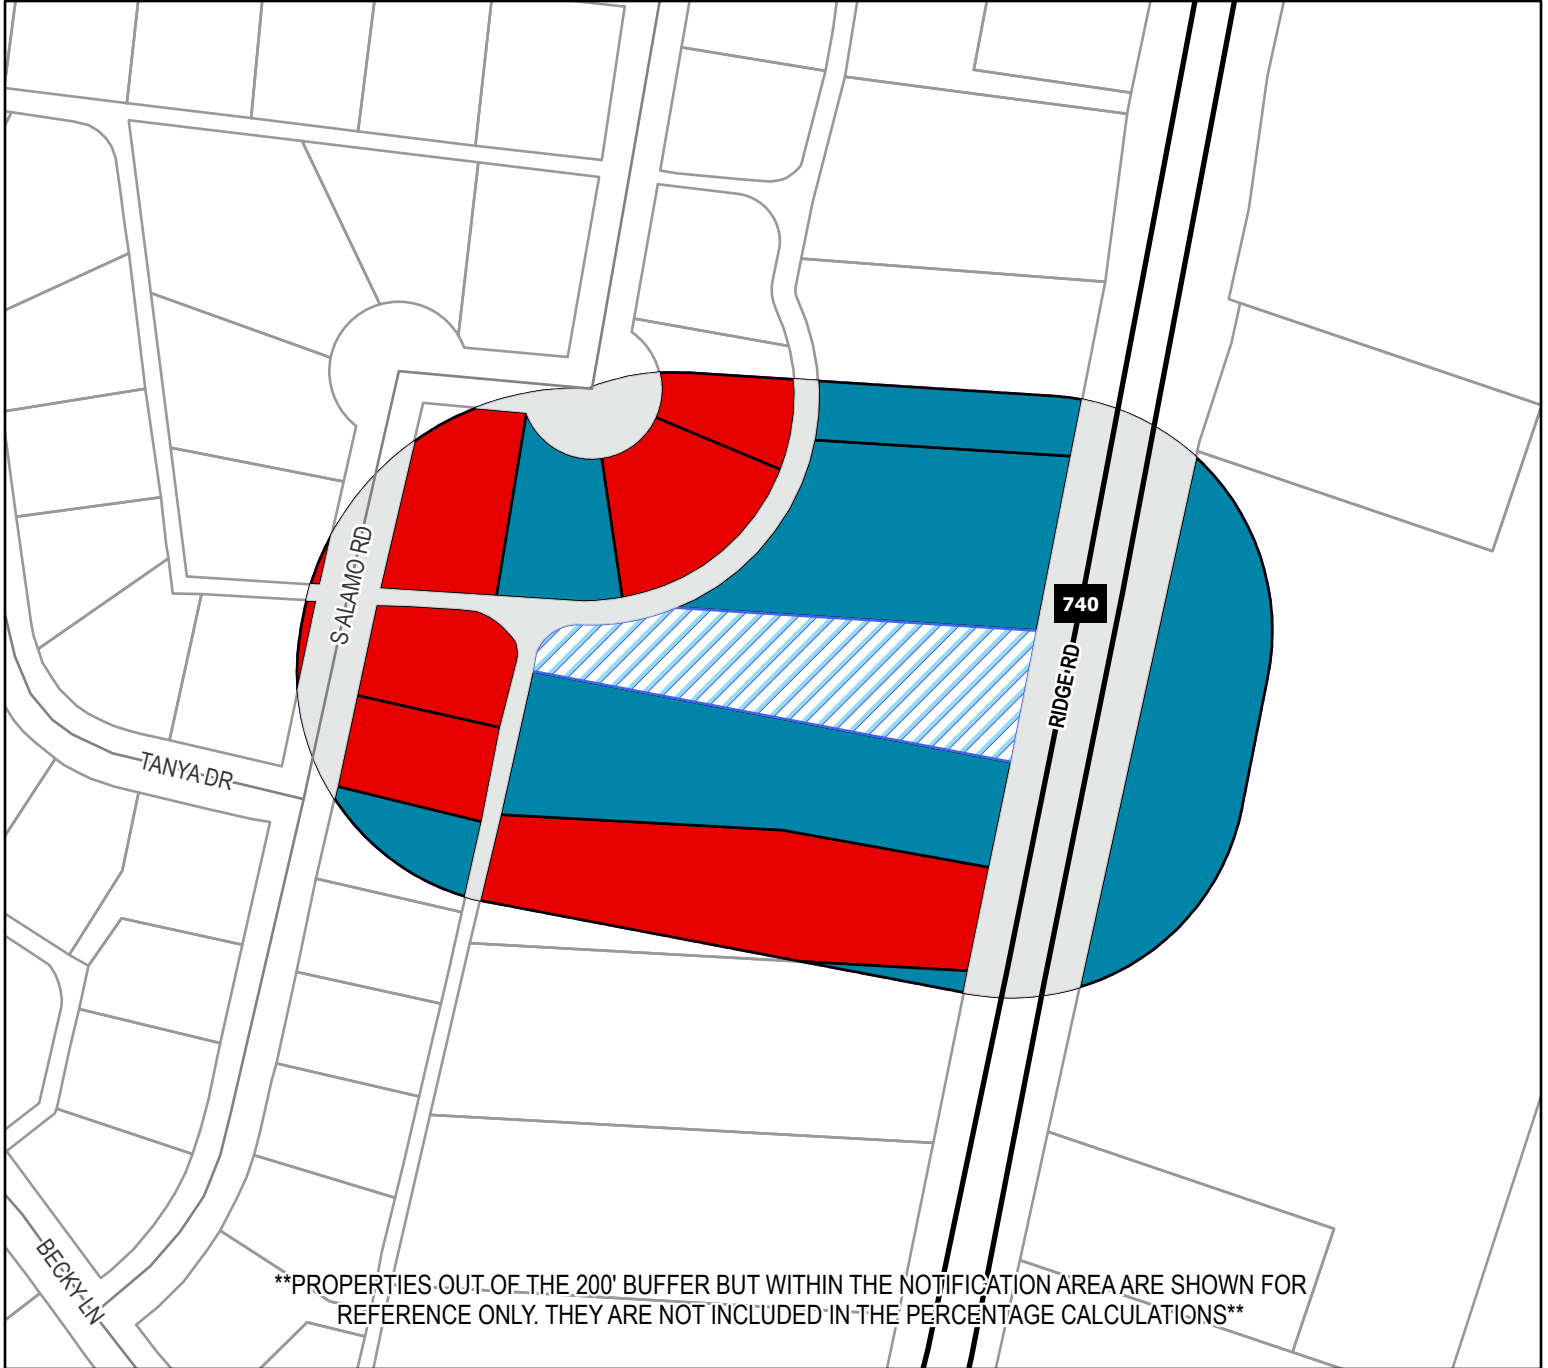 S ALAMO RD
740
RIDGE RD
TANYA DR
BECKY LN
**PROPERTIES OUT OF THE 200' BUFFER BUT WITHIN THE NOTIFICATION AREA ARE SHOWN FOR
REFERENCE ONLY. THEY ARE NOT INCLUDED IN THE PERCENTAGE CALCULATIONS**